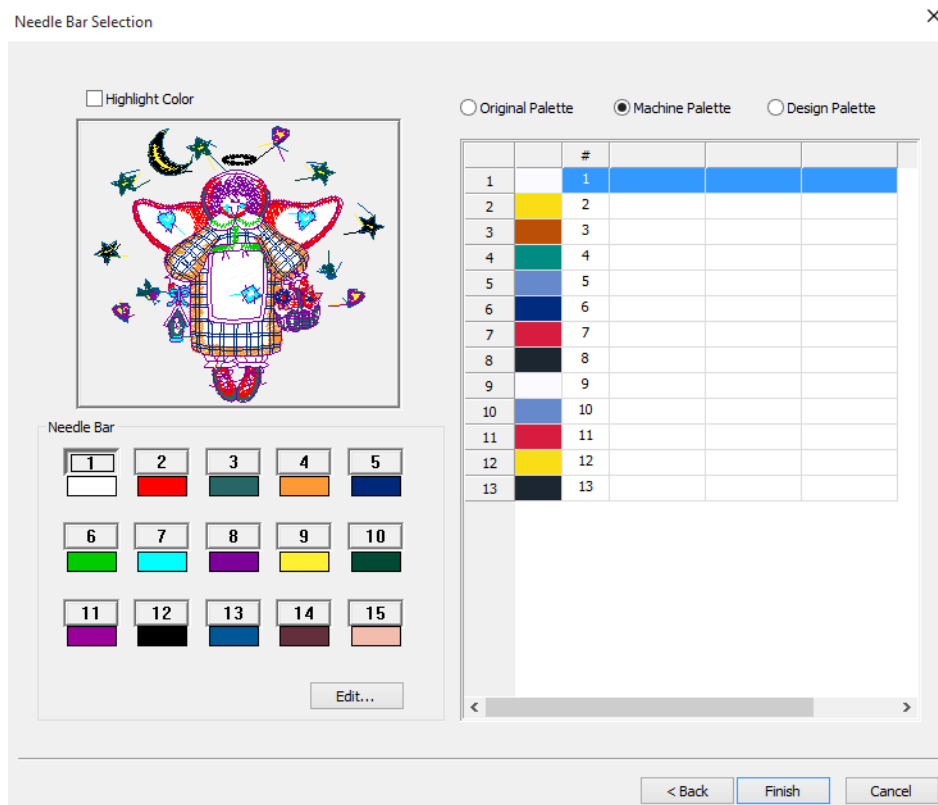 Needle Bar Selection
Highlight Color
Original Palette Machine Palette Design Palette
#
1 1
2 2
3 3
4 4
5 5
6 6
7 7
8 8
9 9
10 10
11 11
12 12
13 13
Needle Bar
1 2 3 4 5
6 7 8 9 10
11 12 13 14 15
Edit...
< Back Finish Cancel